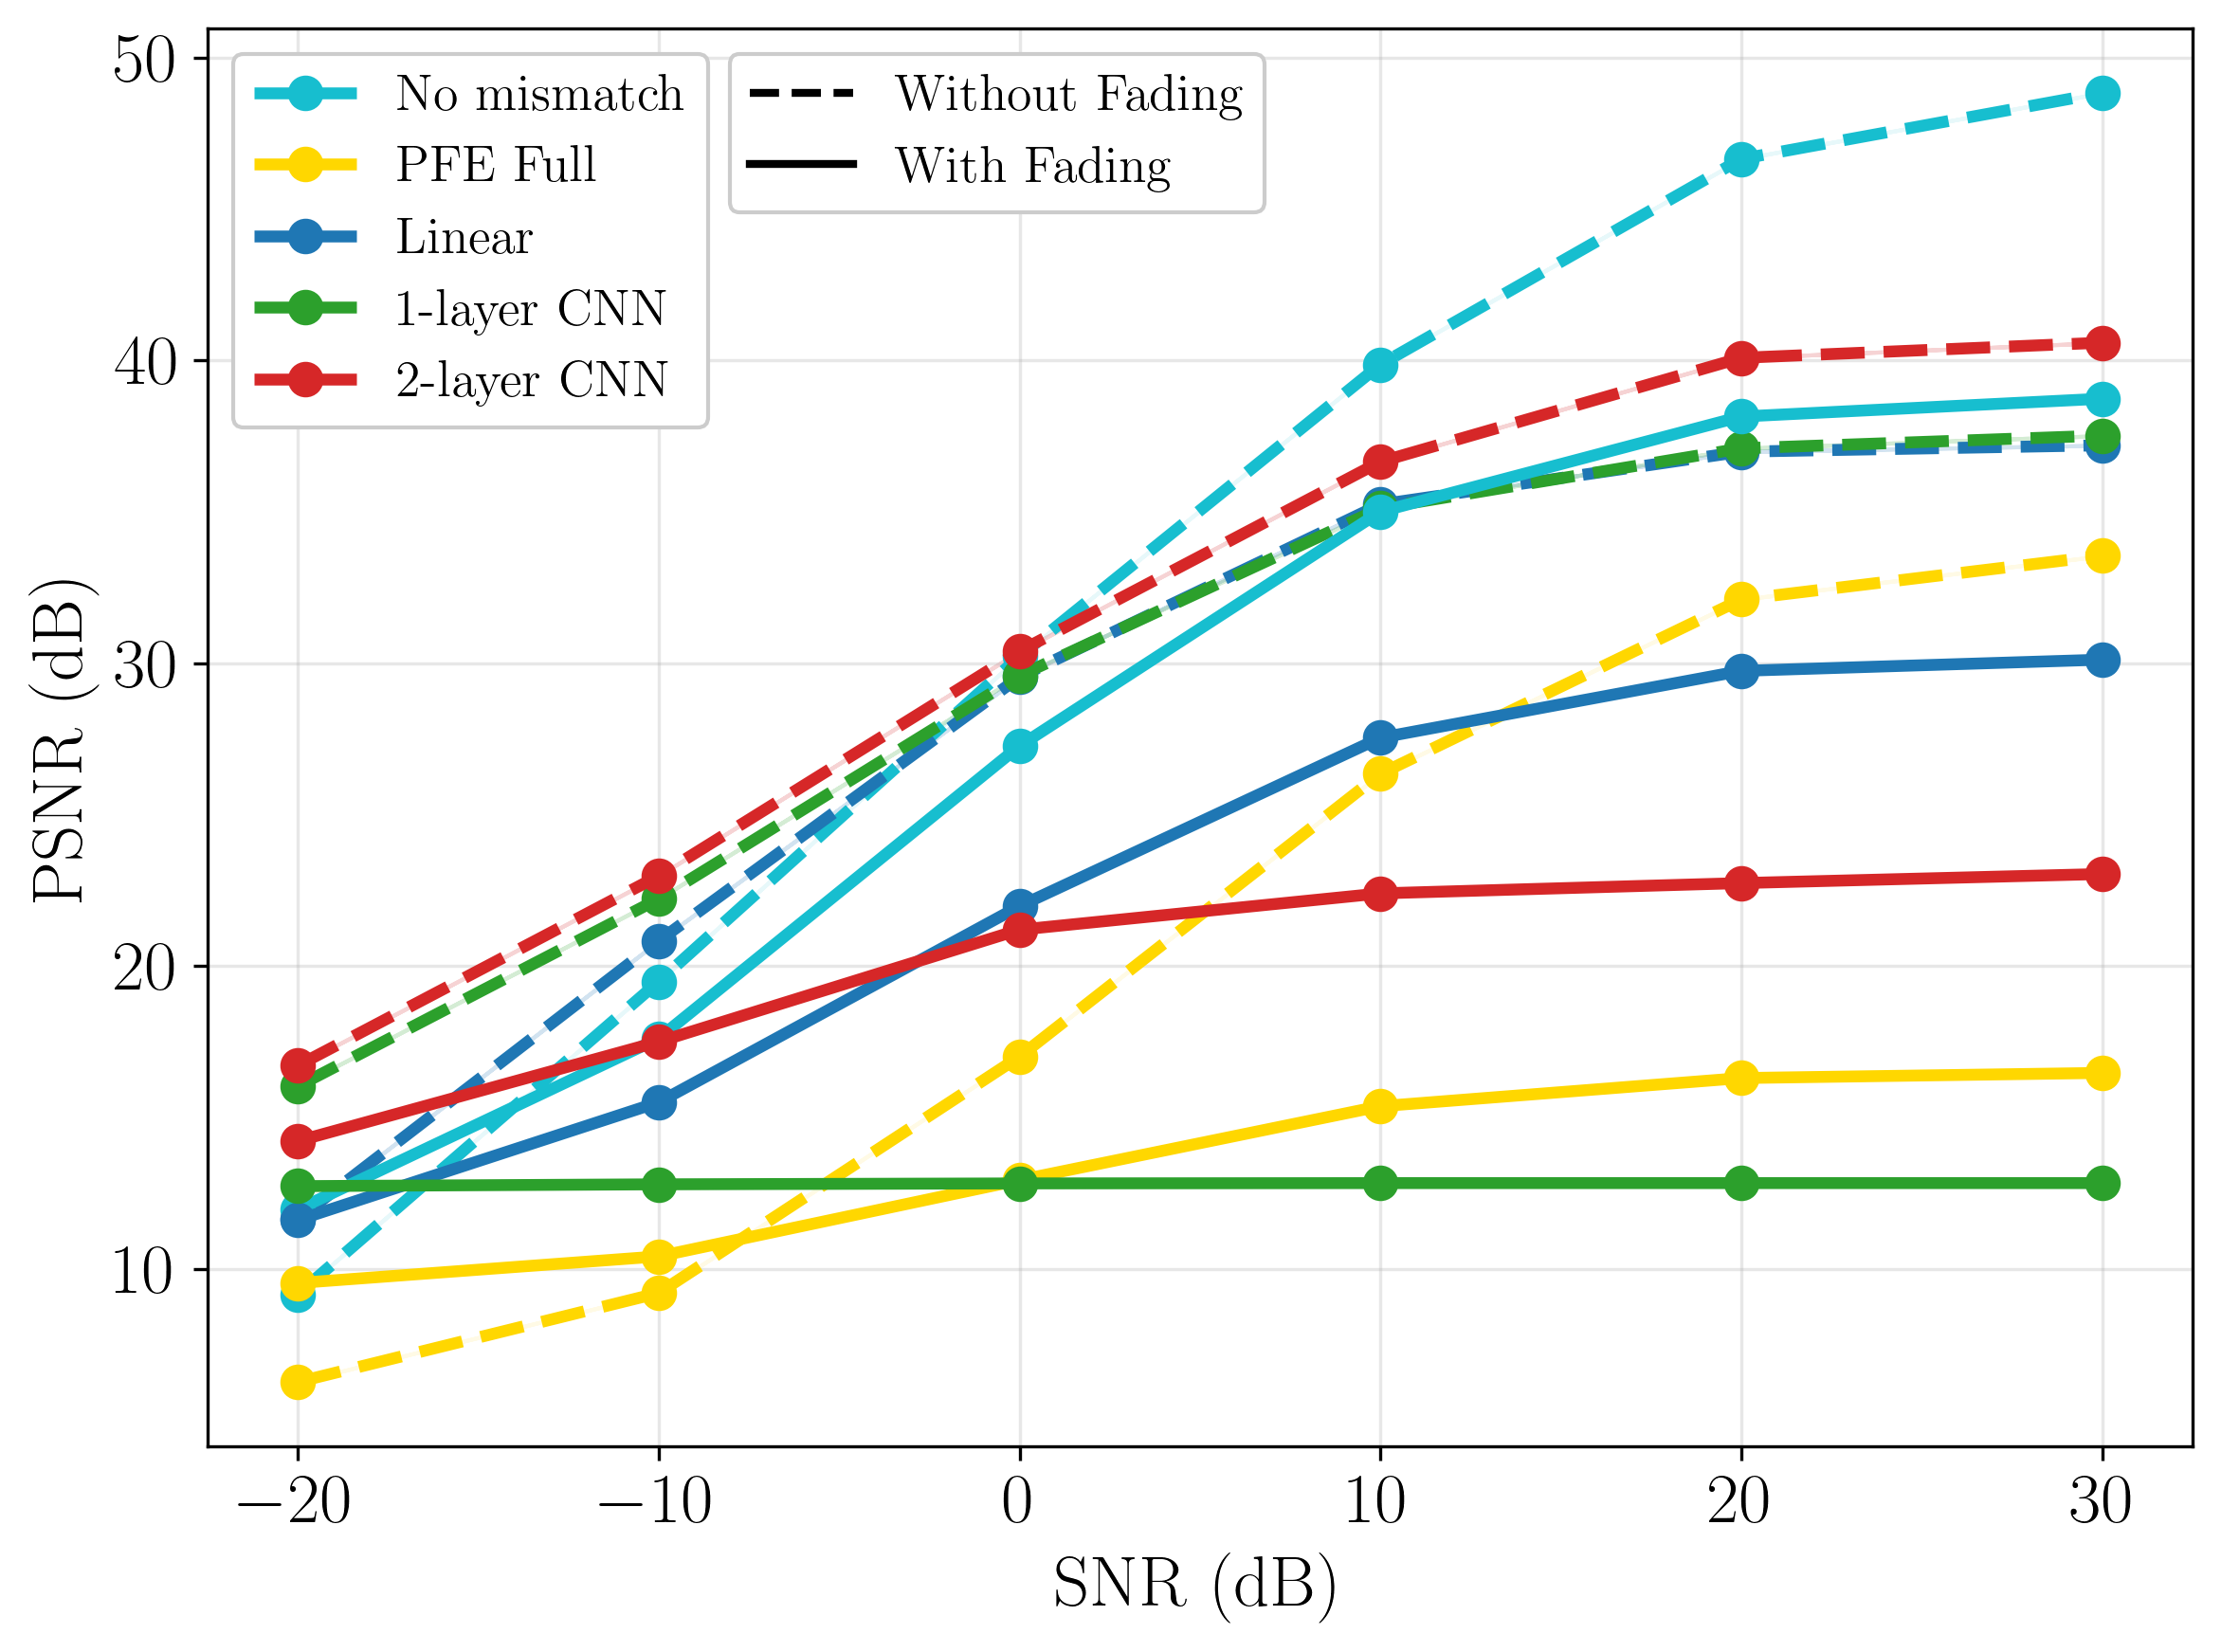 No mismatch
PFE Full
Linear
1-layer CNN
2-layer CNN
Without Fading
With Fading
PSNR (dB)
50
40
30
20
10
−20 −10 0 10 20 30
SNR (dB)